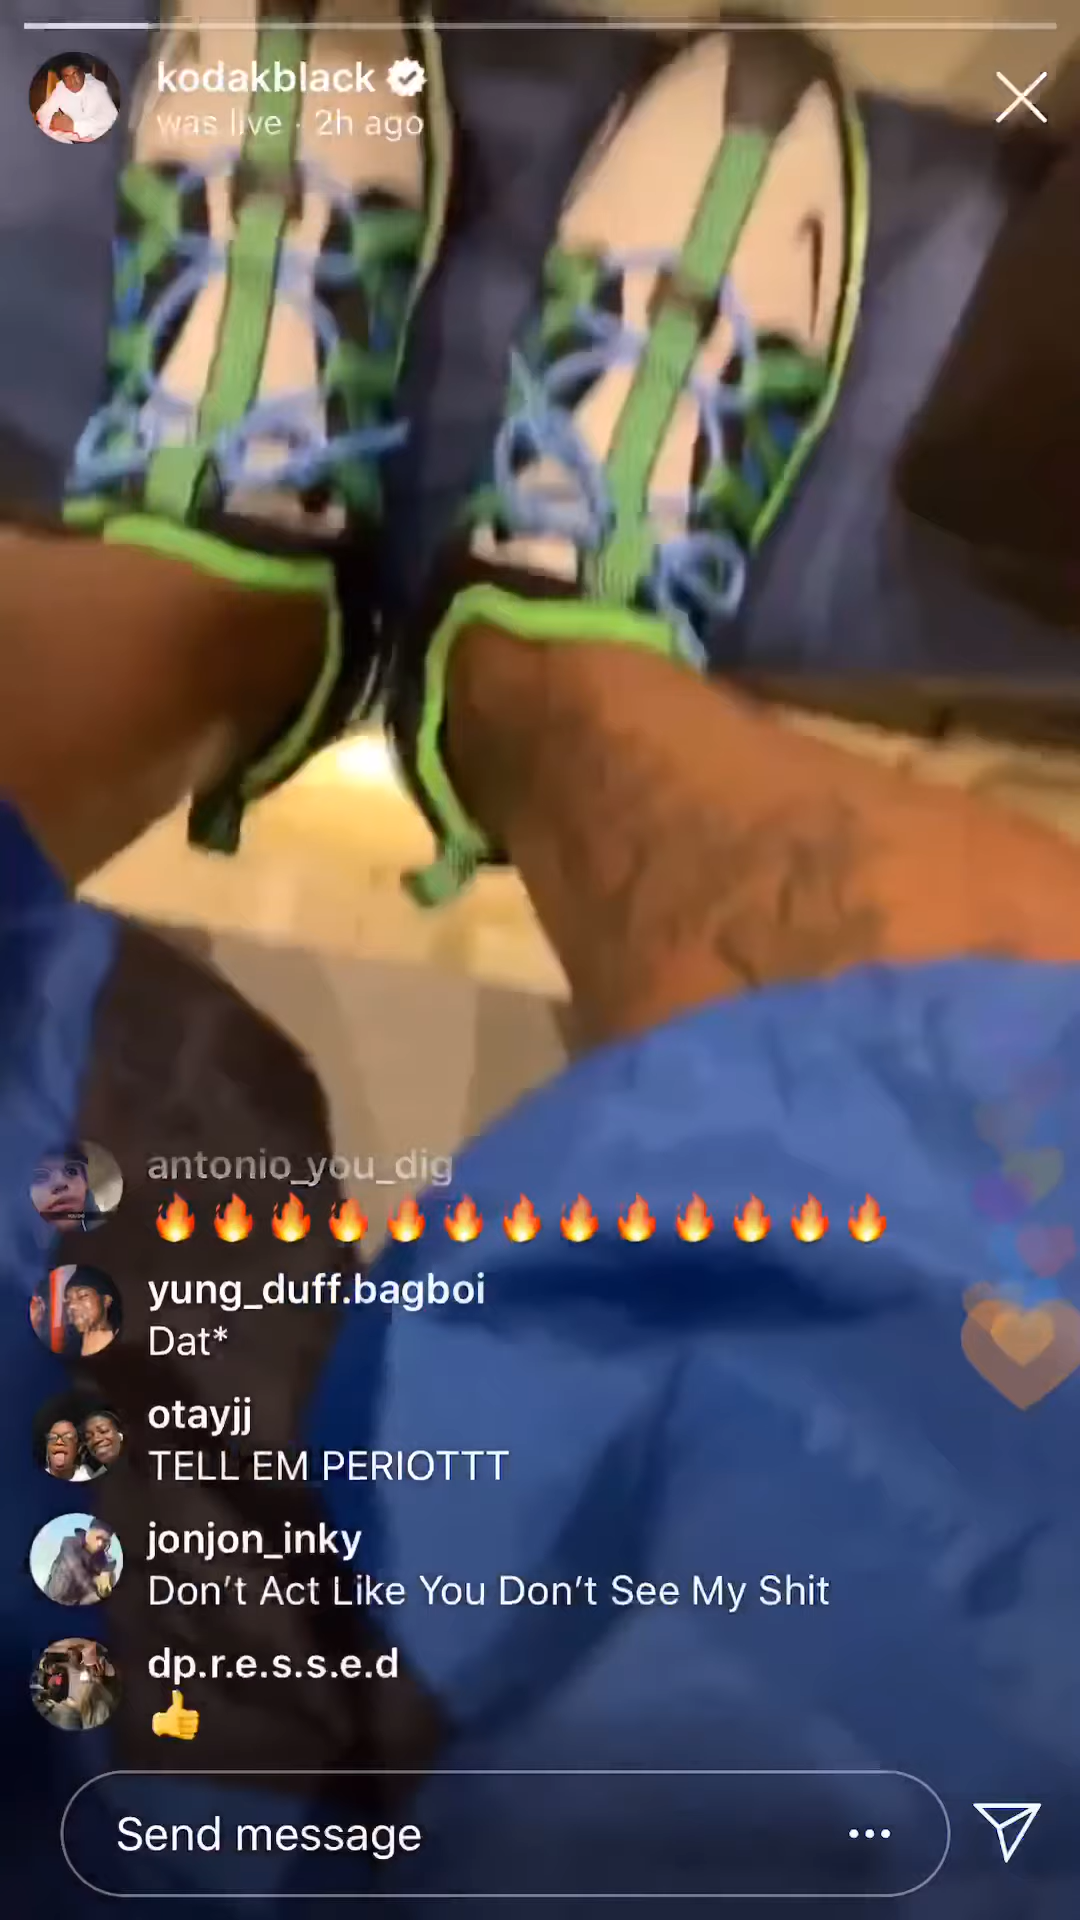 kodakblack
was live · 2h ago
antonio_you_dig
🔥🔥🔥🔥🔥🔥🔥🔥🔥🔥🔥🔥🔥
yung_duff.bagboi
Dat*
otayjj
TELL EM PERIOTTT
jonjon_inky
Don't Act Like You Don't See My Shit
dp.r.e.s.s.e.d
👍
Send message